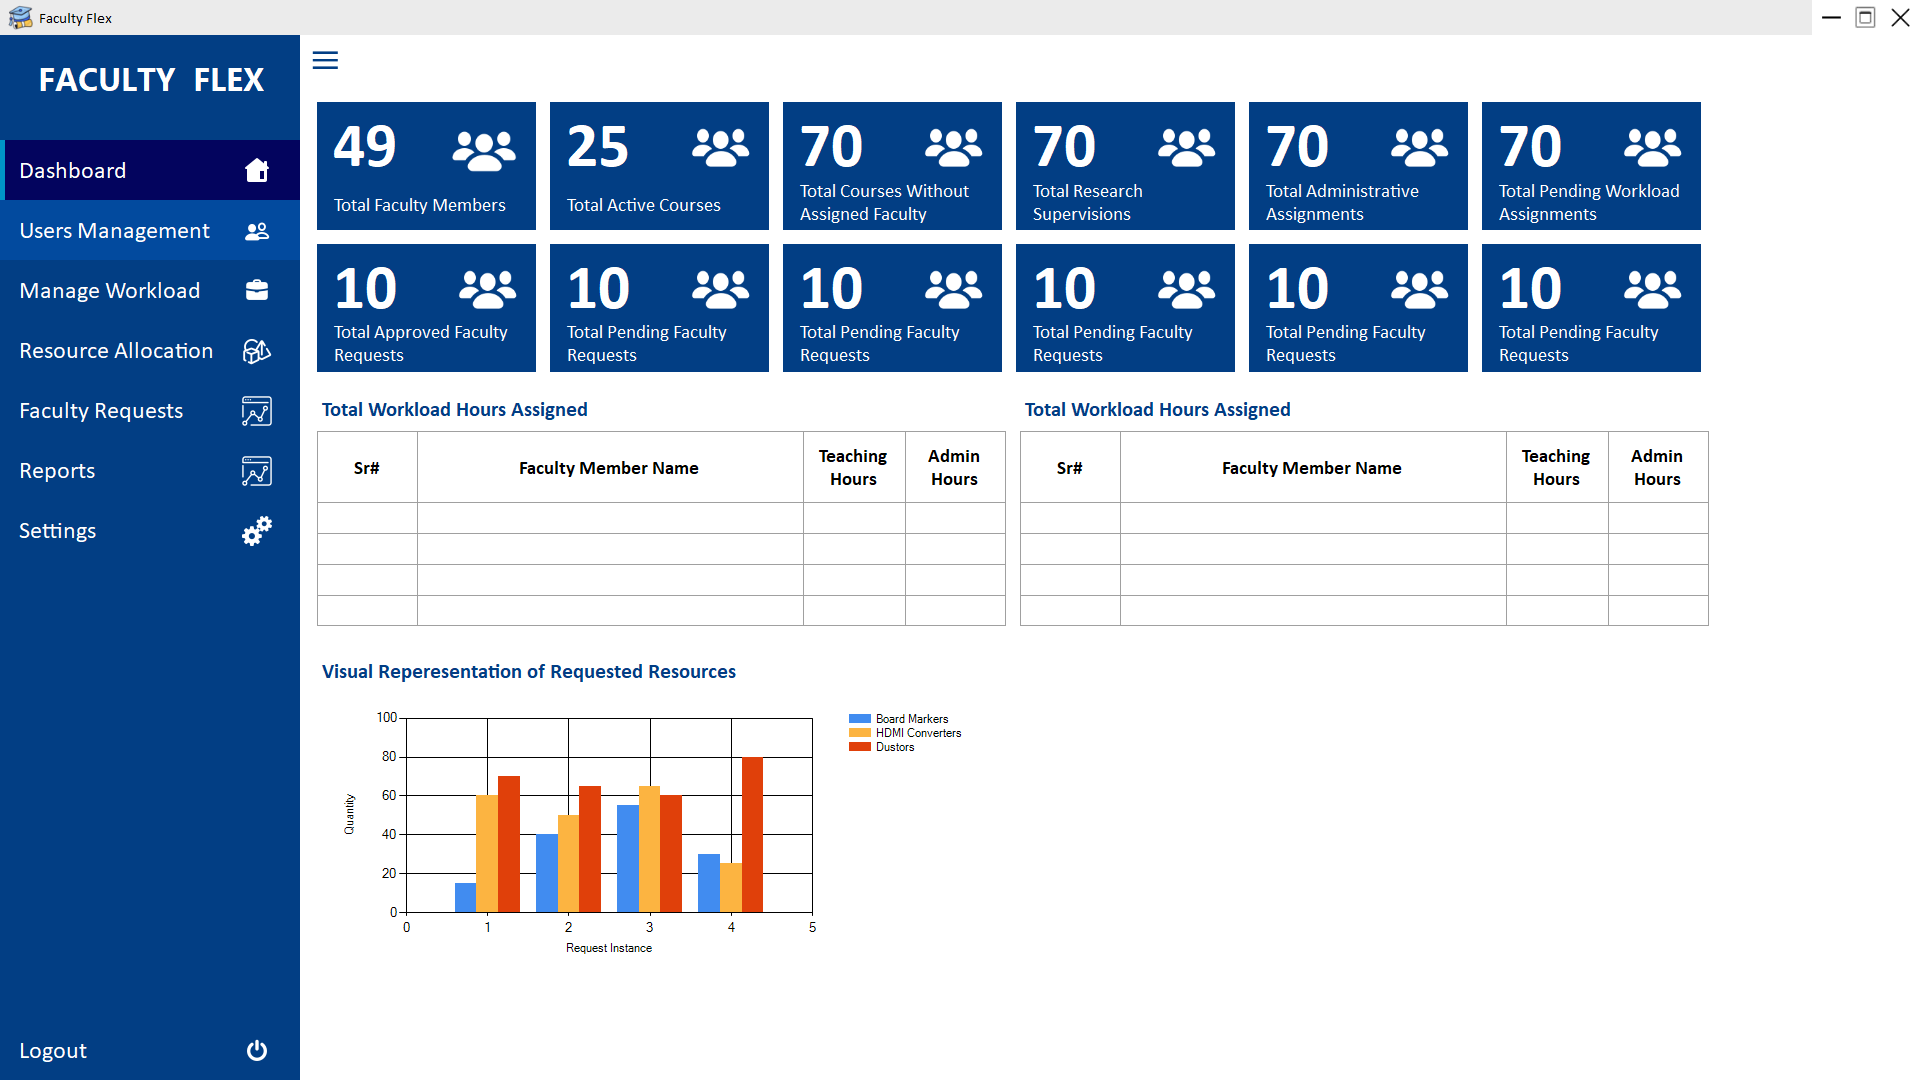 Faculty Flex
FACULTY FLEX
Dashboard
Users Management
Manage Workload
Resource Allocation
Faculty Requests
Reports
Settings
Logout
49
Total Faculty Members
25
Total Active Courses
70
Total Courses Without
Assigned Faculty
70
Total Research
Supervisions
70
Total Administrative
Assignments
70
Total Pending Workload
Assignments
10
Total Approved Faculty
Requests
10
Total Pending Faculty
Requests
10
Total Pending Faculty
Requests
10
Total Pending Faculty
Requests
10
Total Pending Faculty
Requests
10
Total Pending Faculty
Requests
Total Workload Hours Assigned
Sr# Faculty Member Name Teaching Hours Admin Hours
Total Workload Hours Assigned
Sr# Faculty Member Name Teaching Hours Admin Hours
Visual Reperesentation of Requested Resources
100
80
60
40
20
0
Quantity
0 1 2 3 4 5
Request Instance
Board Markers
HDMI Converters
Dustors